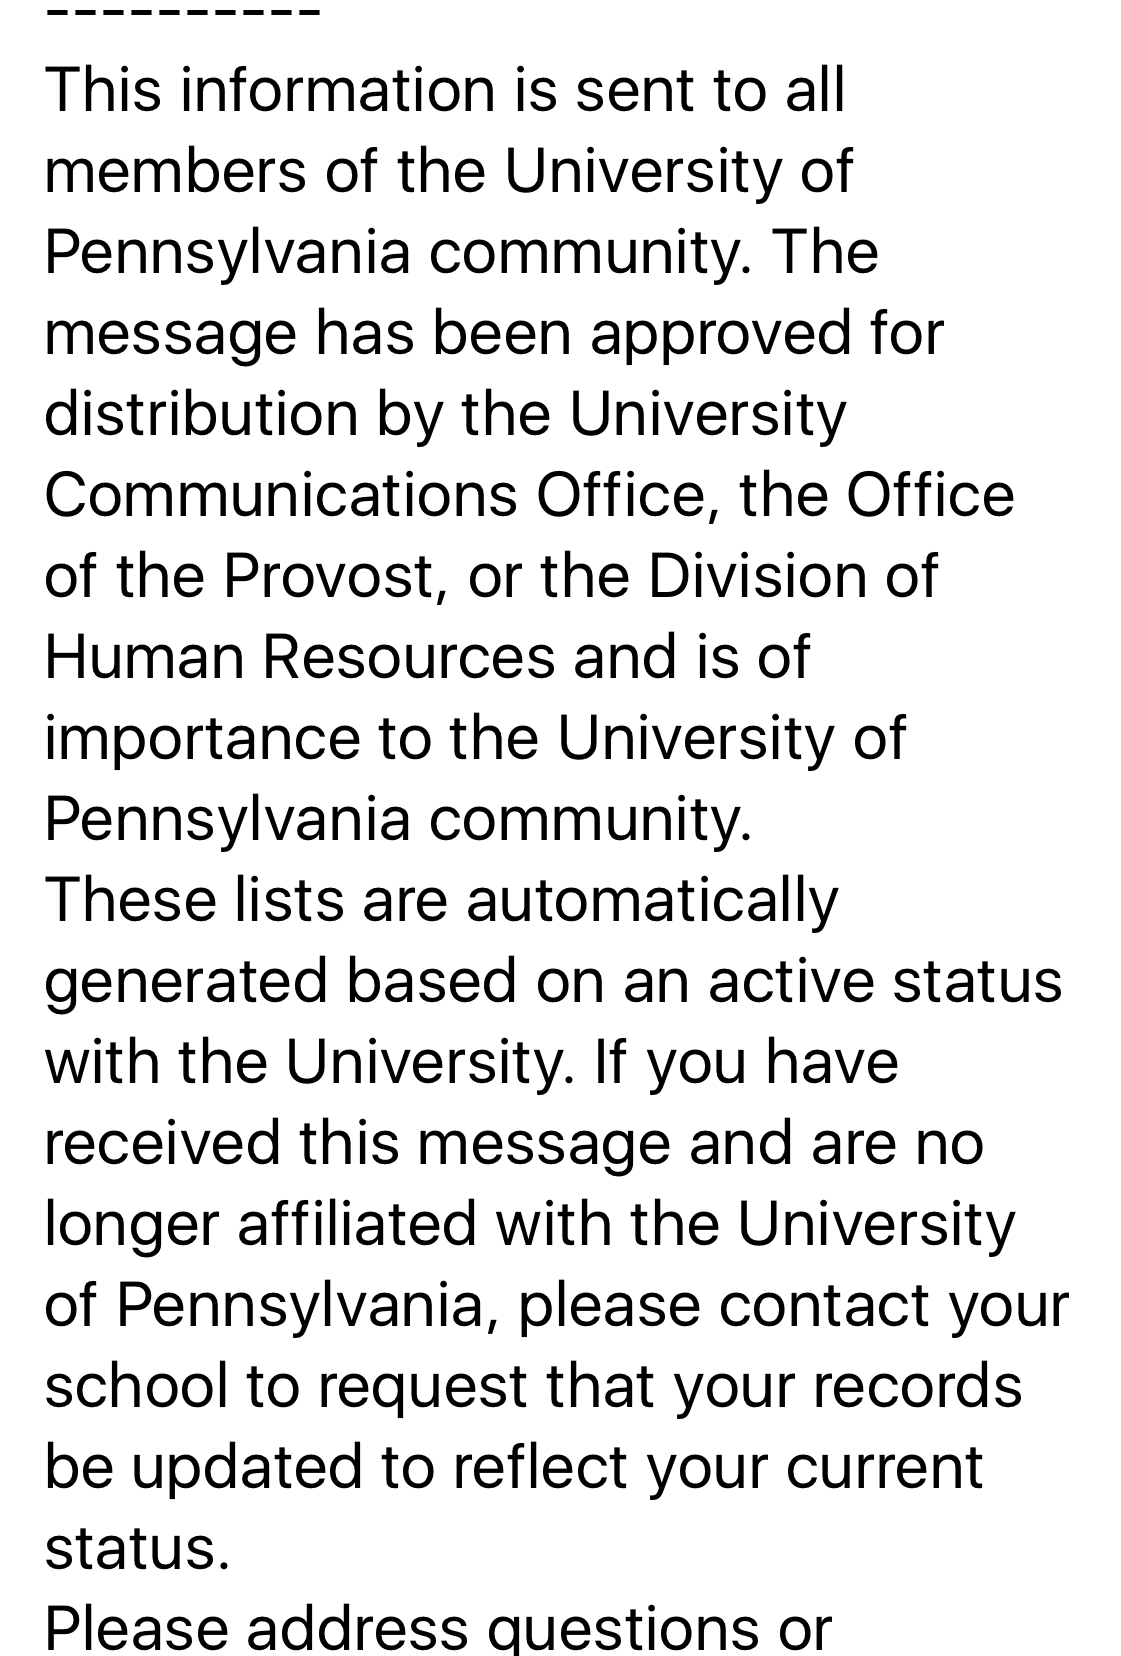 ----------
This information is sent to all
members of the University of
Pennsylvania community. The
message has been approved for
distribution by the University
Communications Office, the Office
of the Provost, or the Division of
Human Resources and is of
importance to the University of
Pennsylvania community.
These lists are automatically
generated based on an active status
with the University. If you have
received this message and are no
longer affiliated with the University
of Pennsylvania, please contact your
school to request that your records
be updated to reflect your current
status.
Please address questions or